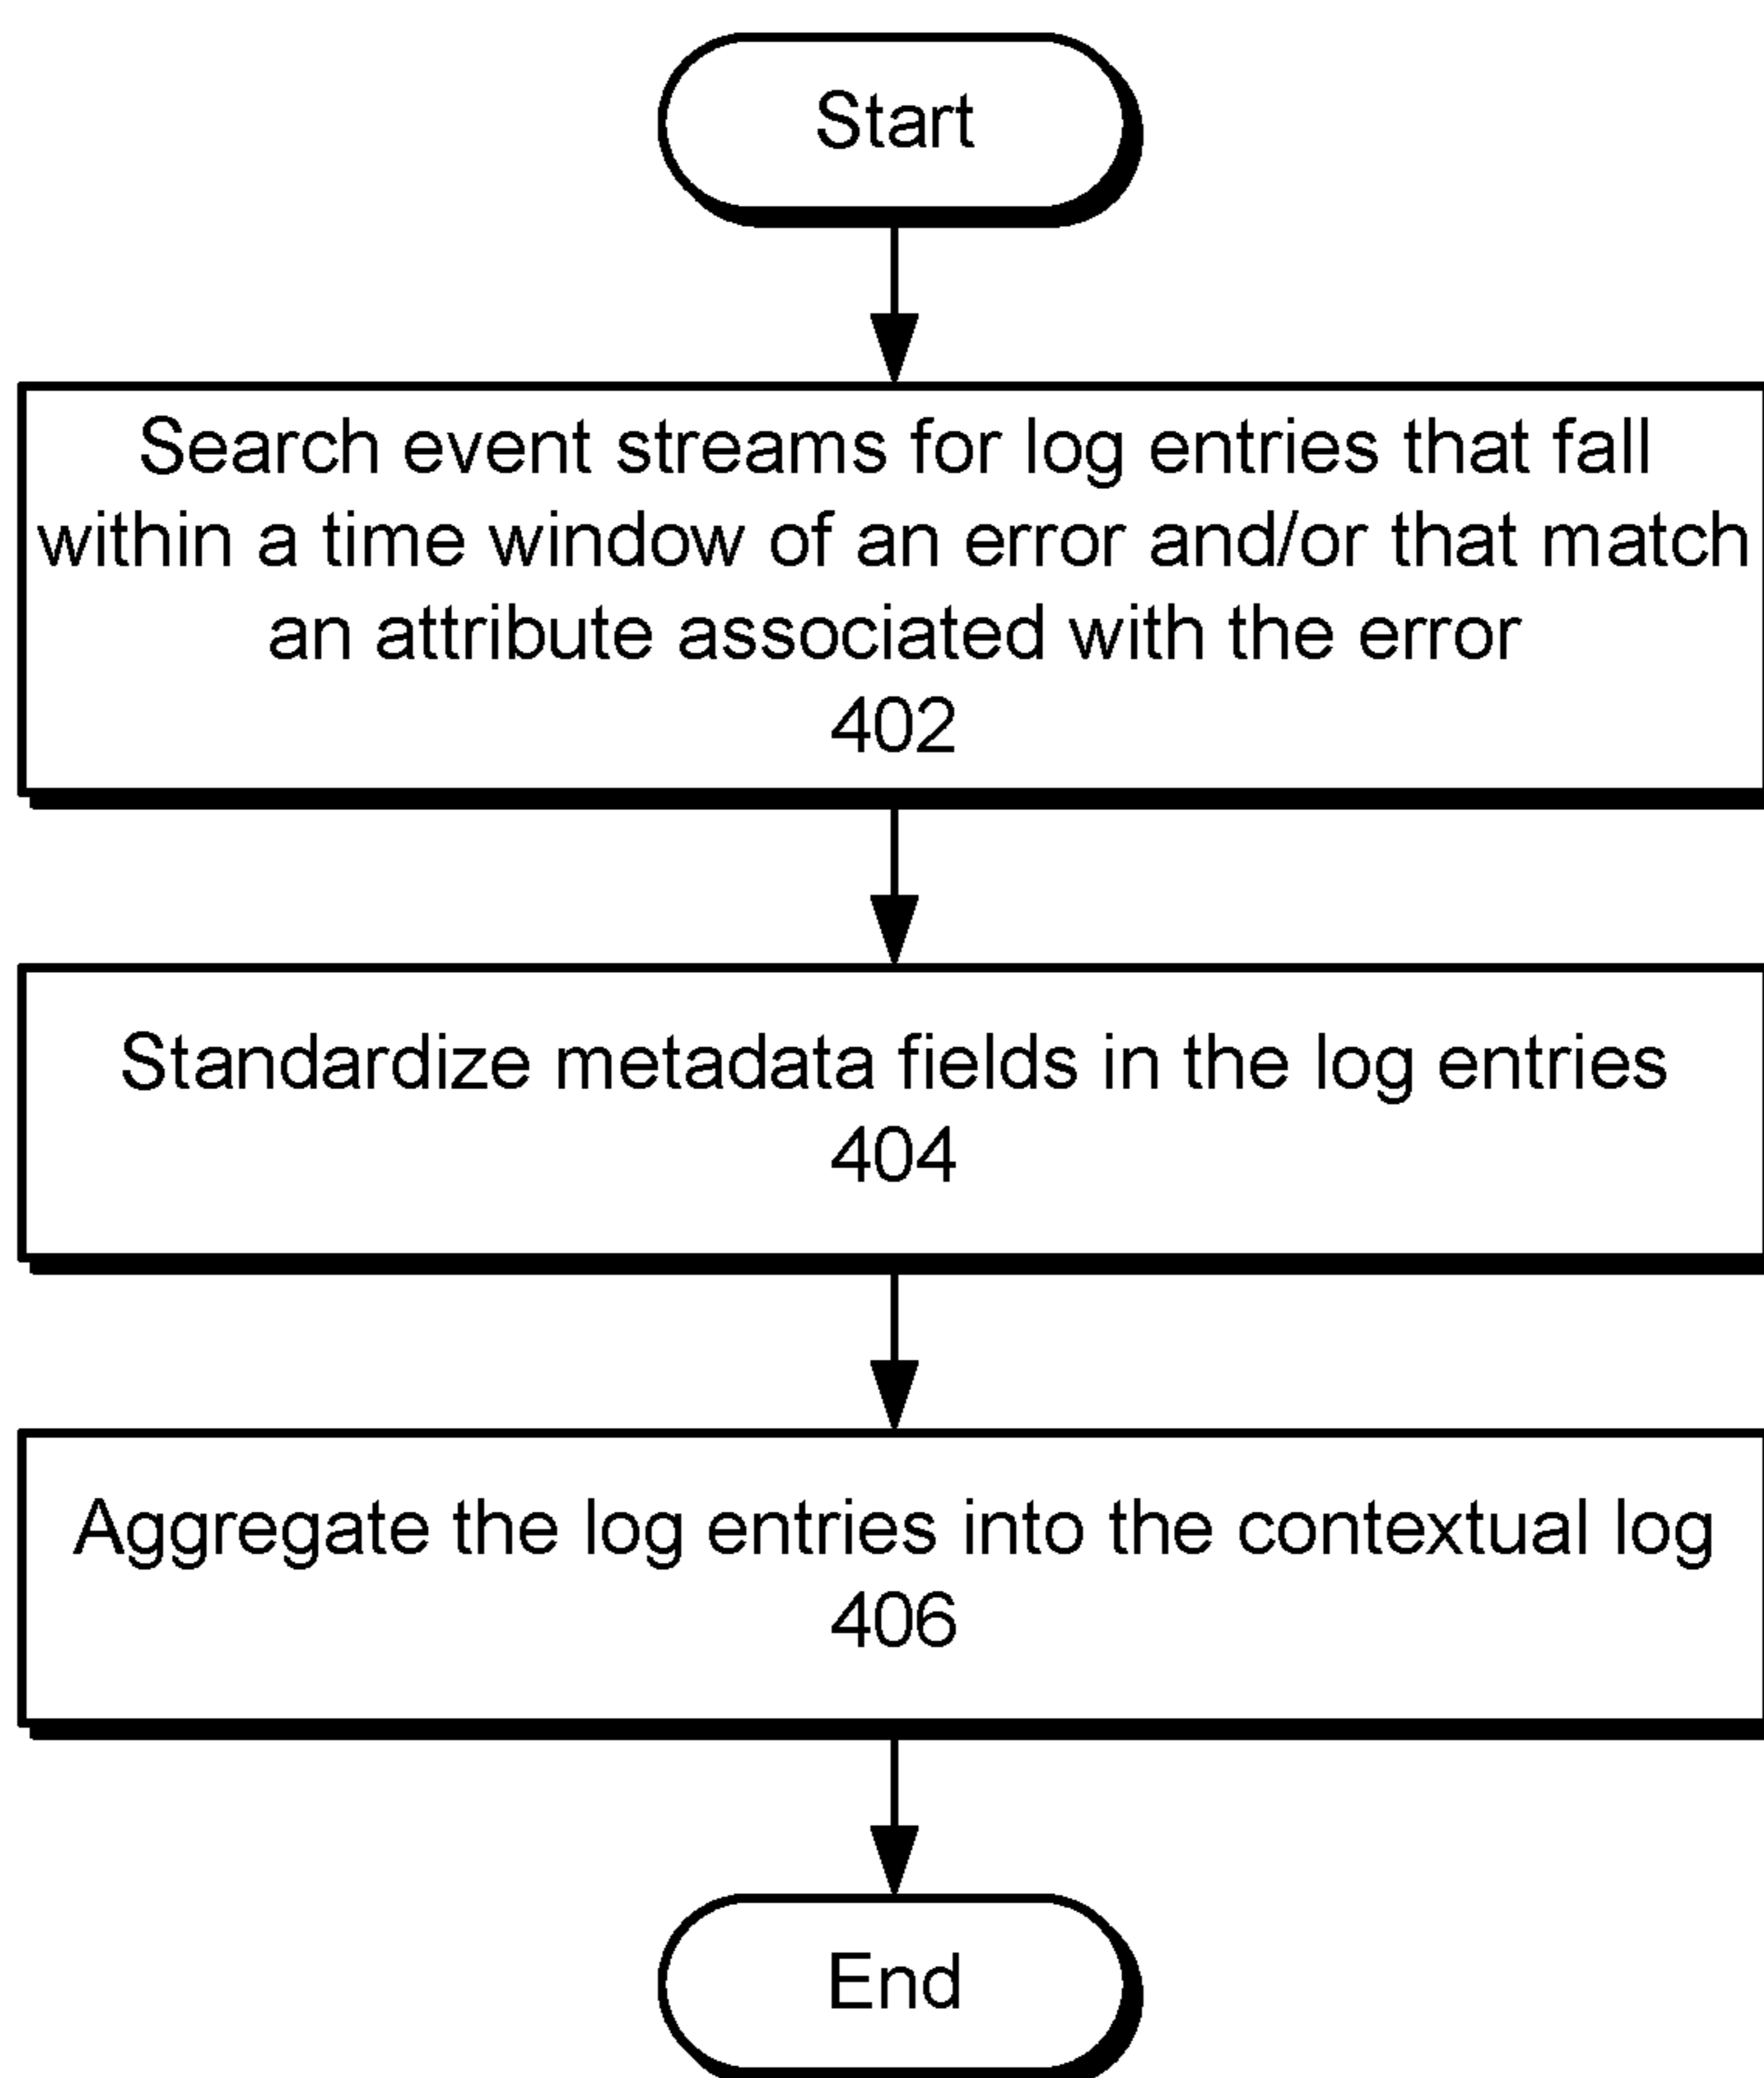 Start
Search event streams for log entries that fall
within a time window of an error and/or that match
an attribute associated with the error
402
Standardize metadata fields in the log entries
404
Aggregate the log entries into the contextual log
406
End